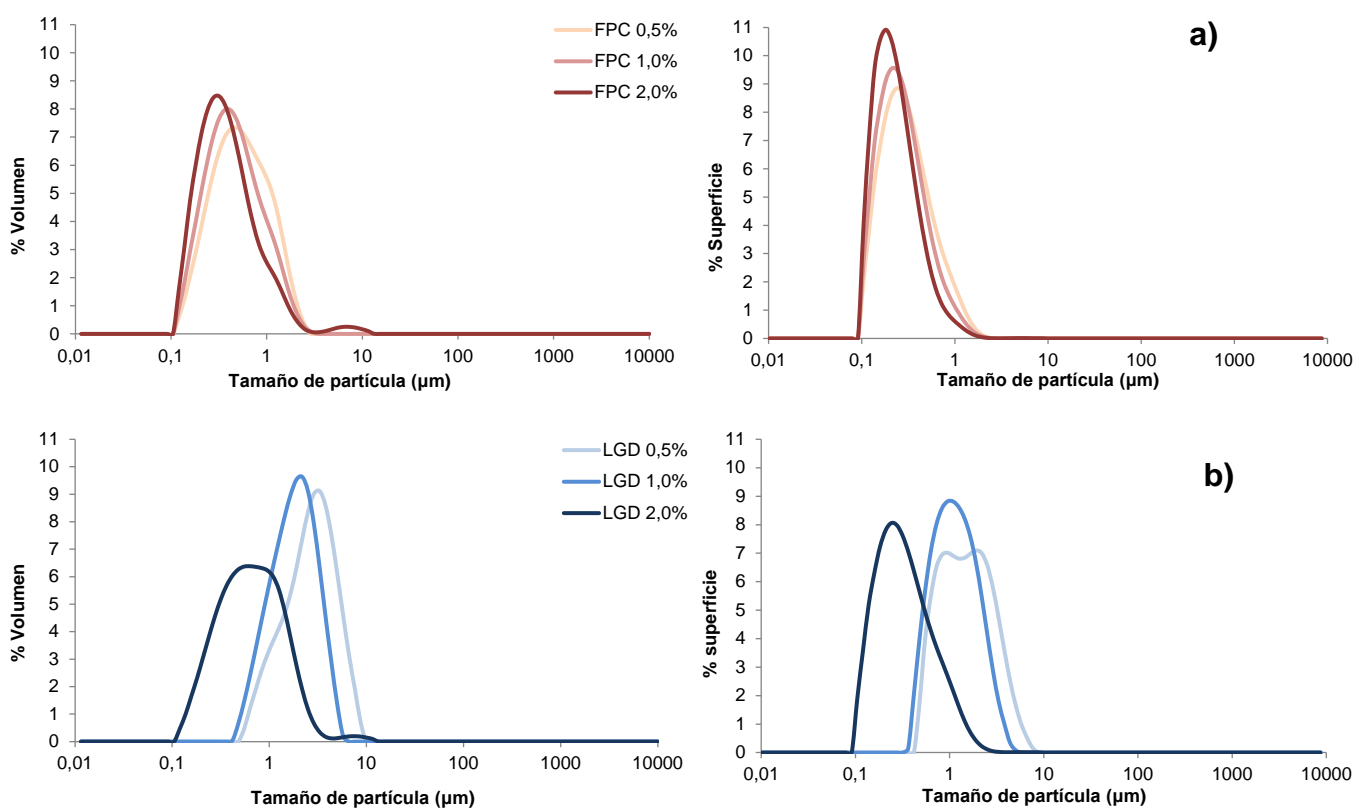 11
10
9
8
7
6
5
4
3
2
1
0
% Volumen
FPC 0,5%
FPC 1,0%
FPC 2,0%
0,01 0,1 1 10 100 1000 10000
Tamaño de partícula (µm)
a)
11
10
9
8
7
6
5
4
3
2
1
0
% Superficie
0,01 0,1 1 10 100 1000 10000
Tamaño de partícula (µm)
11
10
9
8
7
6
5
4
3
2
1
0
% Volumen
LGD 0,5%
LGD 1,0%
LGD 2,0%
0,01 0,1 1 10 100 1000 10000
Tamaño de partícula (µm)
b)
11
10
9
8
7
6
5
4
3
2
1
0
% superficie
0,01 0,1 1 10 100 1000 10000
Tamaño de partícula (µm)